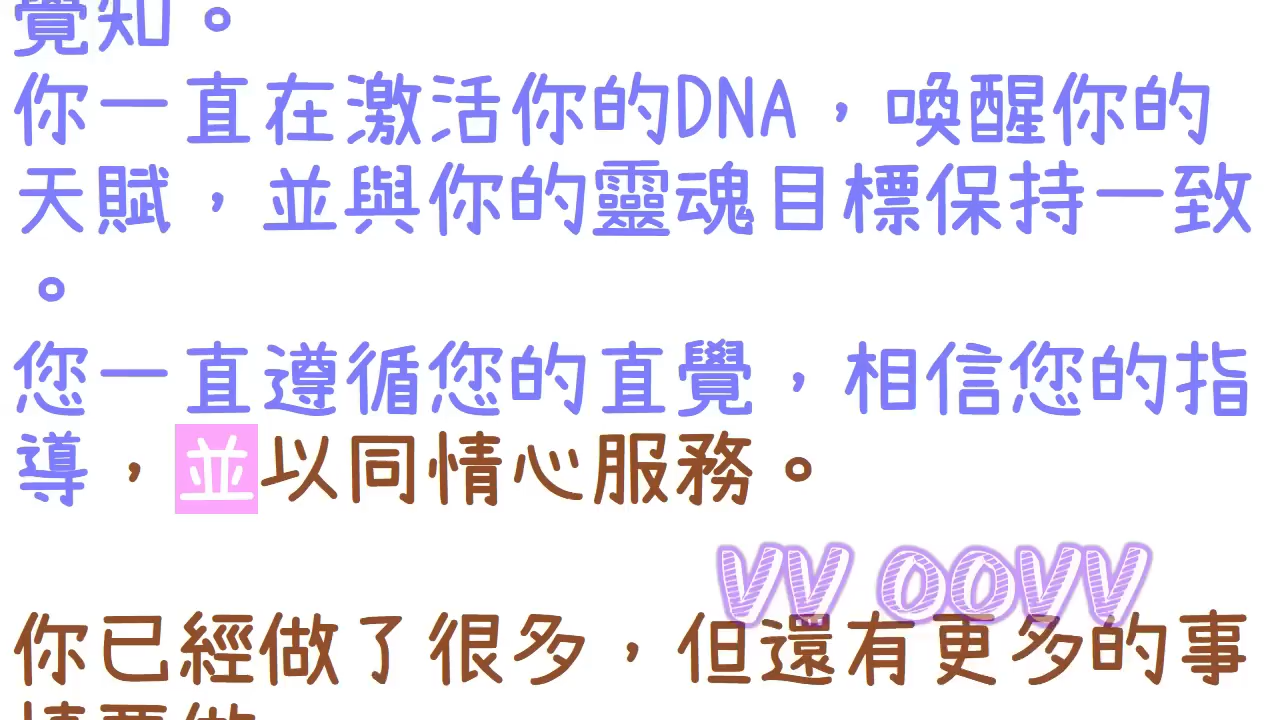 覺知。
你一直在激活你的DNA，喚醒你的
天賦，並與你的靈魂目標保持一致
。
您一直遵循您的直覺，相信您的指
導，並以同情心服務。
VV OOVV
你已經做了很多，但還有更多的事
情要做